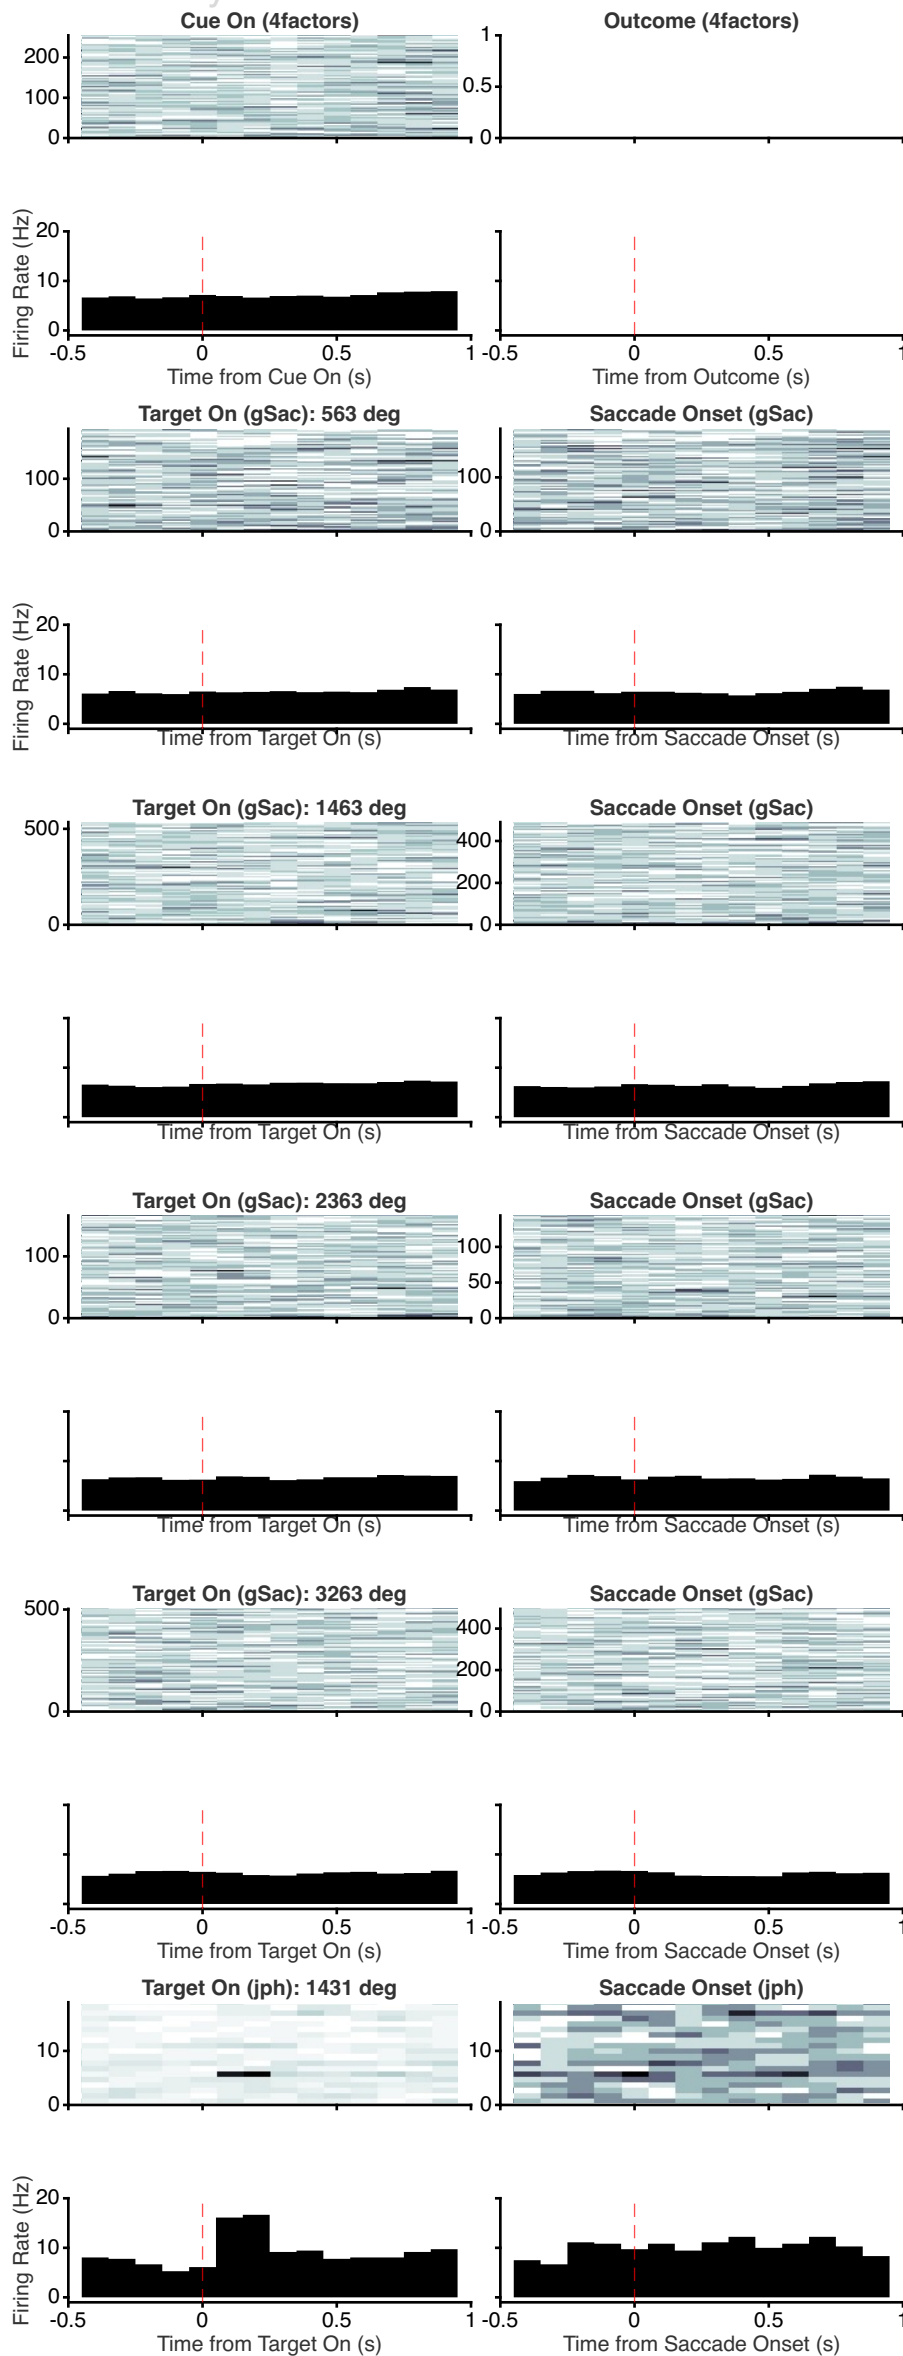 Cue On (4factors)
Outcome (4factors)
200
100
0
1
0.5
0
Firing Rate (Hz)
20
10
0
-0.5 0 0.5 1
Time from Cue On (s)
-0.5 0 0.5 1
Time from Outcome (s)
Target On (gSac): 563 deg
Saccade Onset (gSac)
100
0
100
0
Firing Rate (Hz)
20
10
0
Time from Target On (s)
Time from Saccade Onset (s)
Target On (gSac): 1463 deg
Saccade Onset (gSac)
500
0
400
200
0
Time from Target On (s)
Time from Saccade Onset (s)
Target On (gSac): 2363 deg
Saccade Onset (gSac)
100
0
100
50
0
Time from Target On (s)
Time from Saccade Onset (s)
Target On (gSac): 3263 deg
Saccade Onset (gSac)
500
0
400
200
0
-0.5 0 0.5 1
Time from Target On (s)
-0.5 0 0.5 1
Time from Saccade Onset (s)
Target On (jph): 1431 deg
Saccade Onset (jph)
10
0
10
0
Firing Rate (Hz)
20
10
0
-0.5 0 0.5 1
Time from Target On (s)
-0.5 0 0.5 1
Time from Saccade Onset (s)